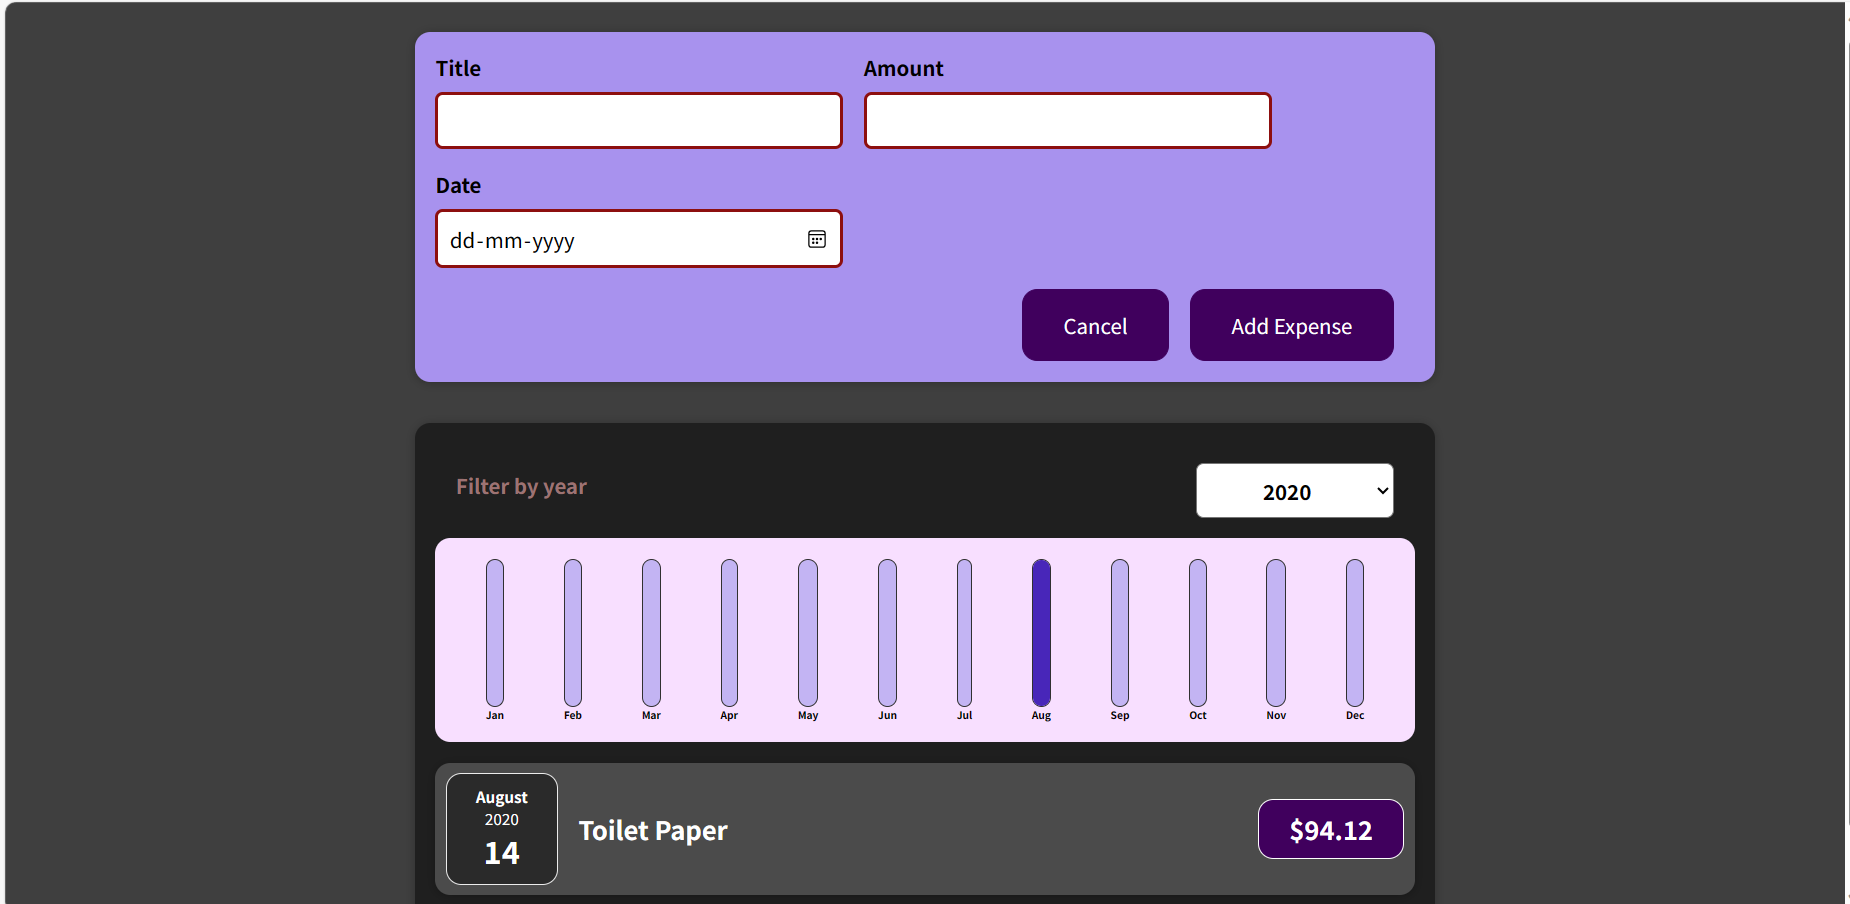 Title
Amount
Date
dd-mm-yyyy
Cancel
Add Expense
Filter by year
2020
Jan
Feb
Mar
Apr
May
Jun
Jul
Aug
Sep
Oct
Nov
Dec
August
2020
14
Toilet Paper
$94.12